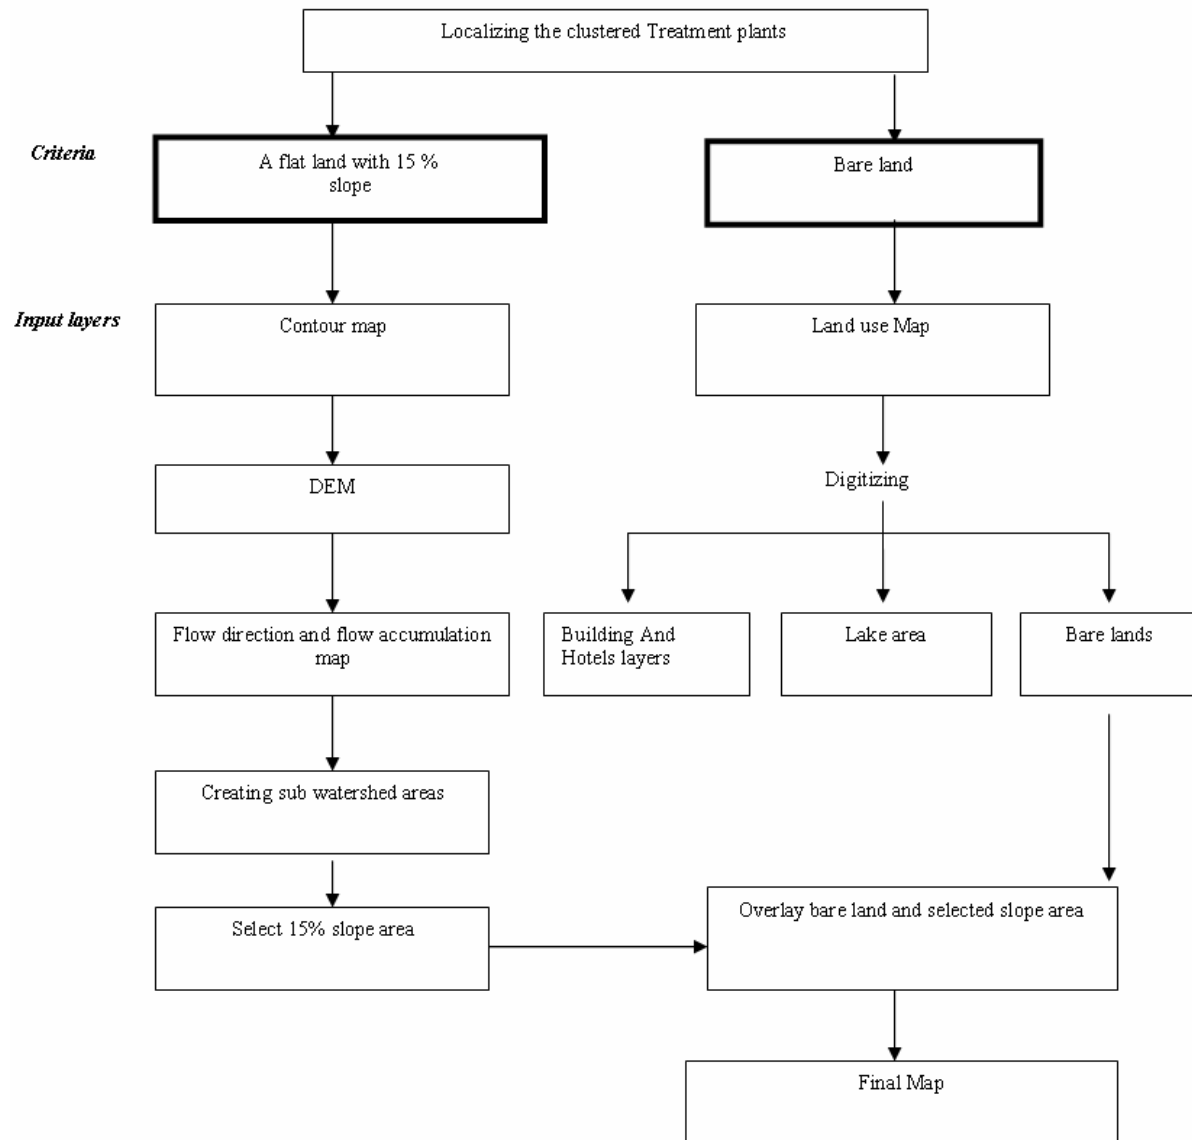 Localizing the clustered Treatment plants
Criteria
A flat land with 15 %
slope
Bare land
Input layers
Contour map
Land use Map
DEM
Digitizing
Flow direction and flow accumulation
map
Building And
Hotels layers
Lake area
Bare lands
Creating sub watershed areas
Select 15% slope area
Overlay bare land and selected slope area
Final Map